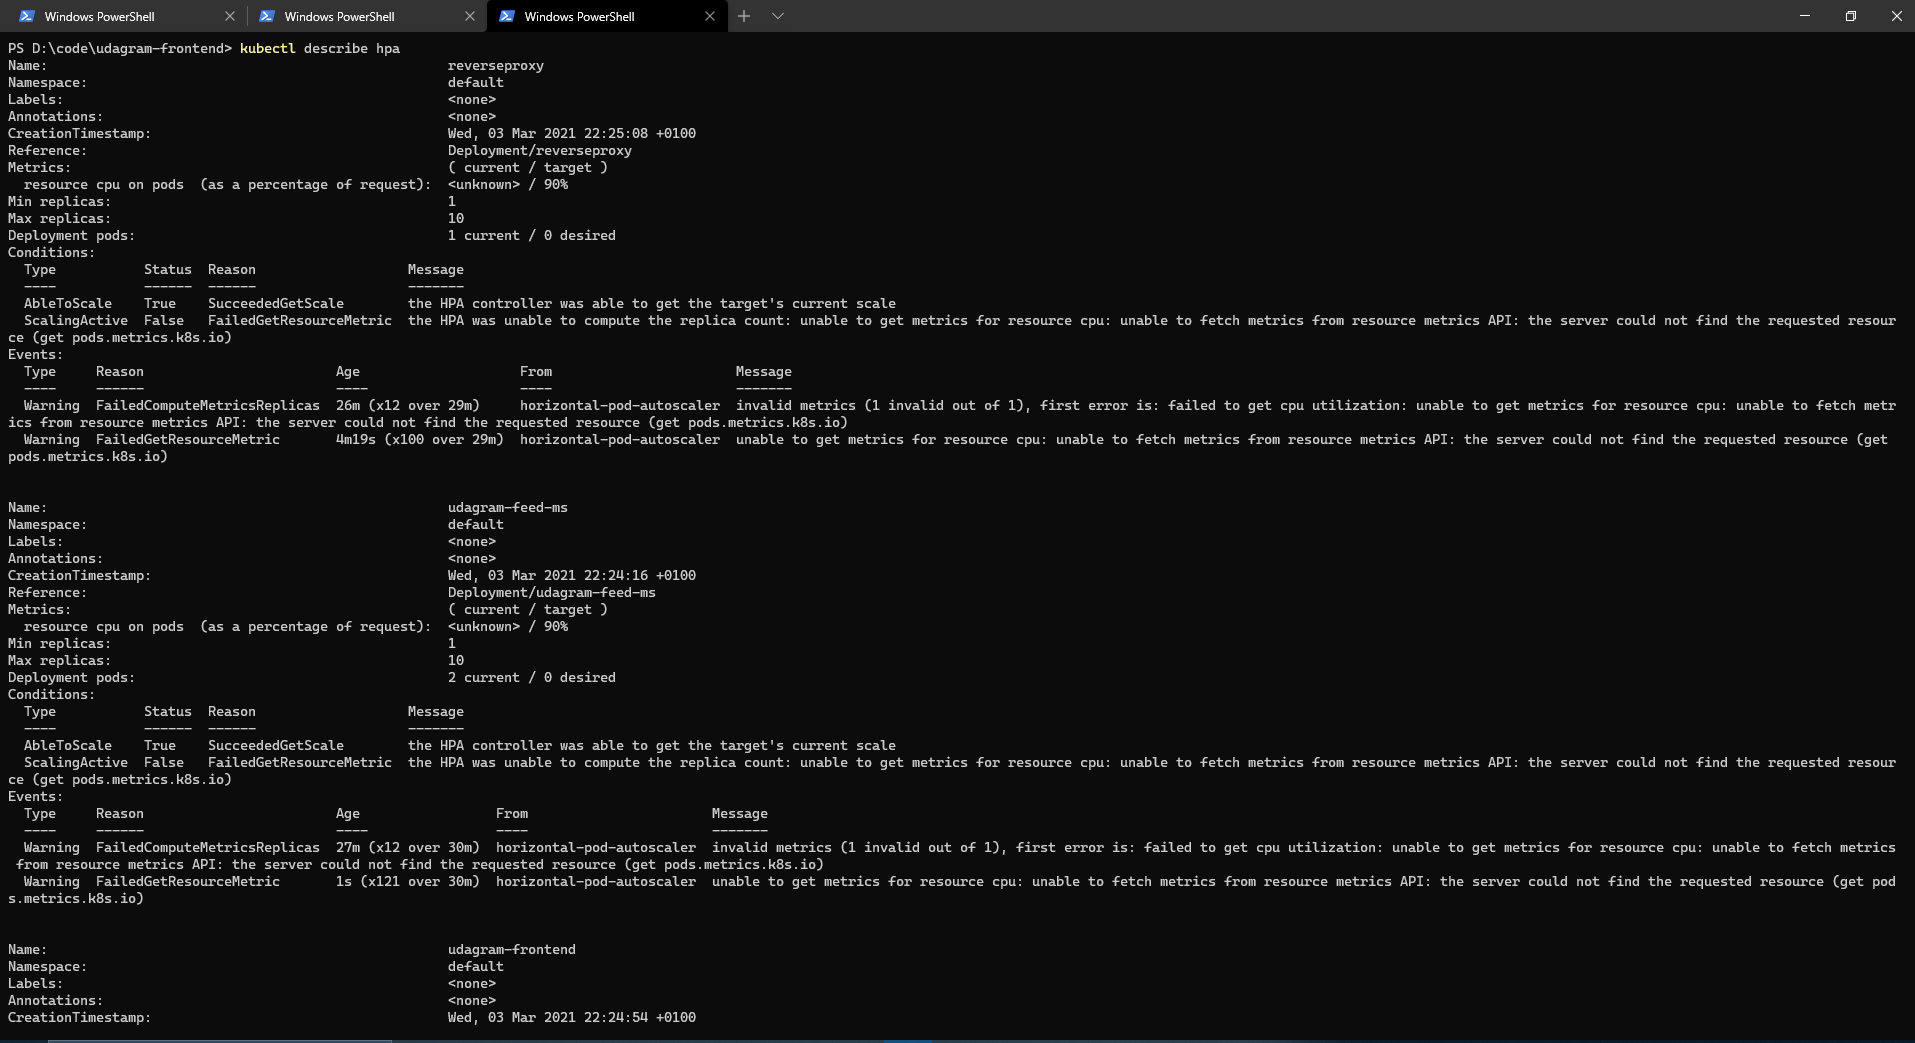 Windows PowerShell Windows PowerShell Windows PowerShell
PS D:\code\udagram-frontend> kubectl describe hpa
Name: reverseproxy
Namespace: default
Labels: <none>
Annotations: <none>
CreationTimestamp: Wed, 03 Mar 2021 22:25:08 +0100
Reference: Deployment/reverseproxy
Metrics: ( current / target )
resource cpu on pods (as a percentage of request): <unknown> / 90%
Min replicas: 1
Max replicas: 10
Deployment pods: 1 current / 0 desired
Conditions:
Type Status Reason Message
---- ------ ------ -------
AbleToScale True SucceededGetScale the HPA controller was able to get the target's current scale
ScalingActive False FailedGetResourceMetric the HPA was unable to compute the replica count: unable to get metrics for resource cpu: unable to fetch metrics from resource metrics API: the server could not find the requested resour
ce (get pods.metrics.k8s.io)
Events:
Type Reason Age From Message
---- ------ ---- ---- -------
Warning FailedComputeMetricsReplicas 26m (x12 over 29m) horizontal-pod-autoscaler invalid metrics (1 invalid out of 1), first error is: failed to get cpu utilization: unable to get metrics for resource cpu: unable to fetch metr
ics from resource metrics API: the server could not find the requested resource (get pods.metrics.k8s.io)
Warning FailedGetResourceMetric 4m19s (x100 over 29m) horizontal-pod-autoscaler unable to get metrics for resource cpu: unable to fetch metrics from resource metrics API: the server could not find the requested resource (get
pods.metrics.k8s.io)
Name: udagram-feed-ms
Namespace: default
Labels: <none>
Annotations: <none>
CreationTimestamp: Wed, 03 Mar 2021 22:24:16 +0100
Reference: Deployment/udagram-feed-ms
Metrics: ( current / target )
resource cpu on pods (as a percentage of request): <unknown> / 90%
Min replicas: 1
Max replicas: 10
Deployment pods: 2 current / 0 desired
Conditions:
Type Status Reason Message
---- ------ ------ -------
AbleToScale True SucceededGetScale the HPA controller was able to get the target's current scale
ScalingActive False FailedGetResourceMetric the HPA was unable to compute the replica count: unable to get metrics for resource cpu: unable to fetch metrics from resource metrics API: the server could not find the requested resour
ce (get pods.metrics.k8s.io)
Events:
Type Reason Age From Message
---- ------ ---- ---- -------
Warning FailedComputeMetricsReplicas 27m (x12 over 30m) horizontal-pod-autoscaler invalid metrics (1 invalid out of 1), first error is: failed to get cpu utilization: unable to get metrics for resource cpu: unable to fetch metrics
from resource metrics API: the server could not find the requested resource (get pods.metrics.k8s.io)
Warning FailedGetResourceMetric 1s (x121 over 30m) horizontal-pod-autoscaler unable to get metrics for resource cpu: unable to fetch metrics from resource metrics API: the server could not find the requested resource (get pod
s.metrics.k8s.io)
Name: udagram-frontend
Namespace: default
Labels: <none>
Annotations: <none>
CreationTimestamp: Wed, 03 Mar 2021 22:24:54 +0100